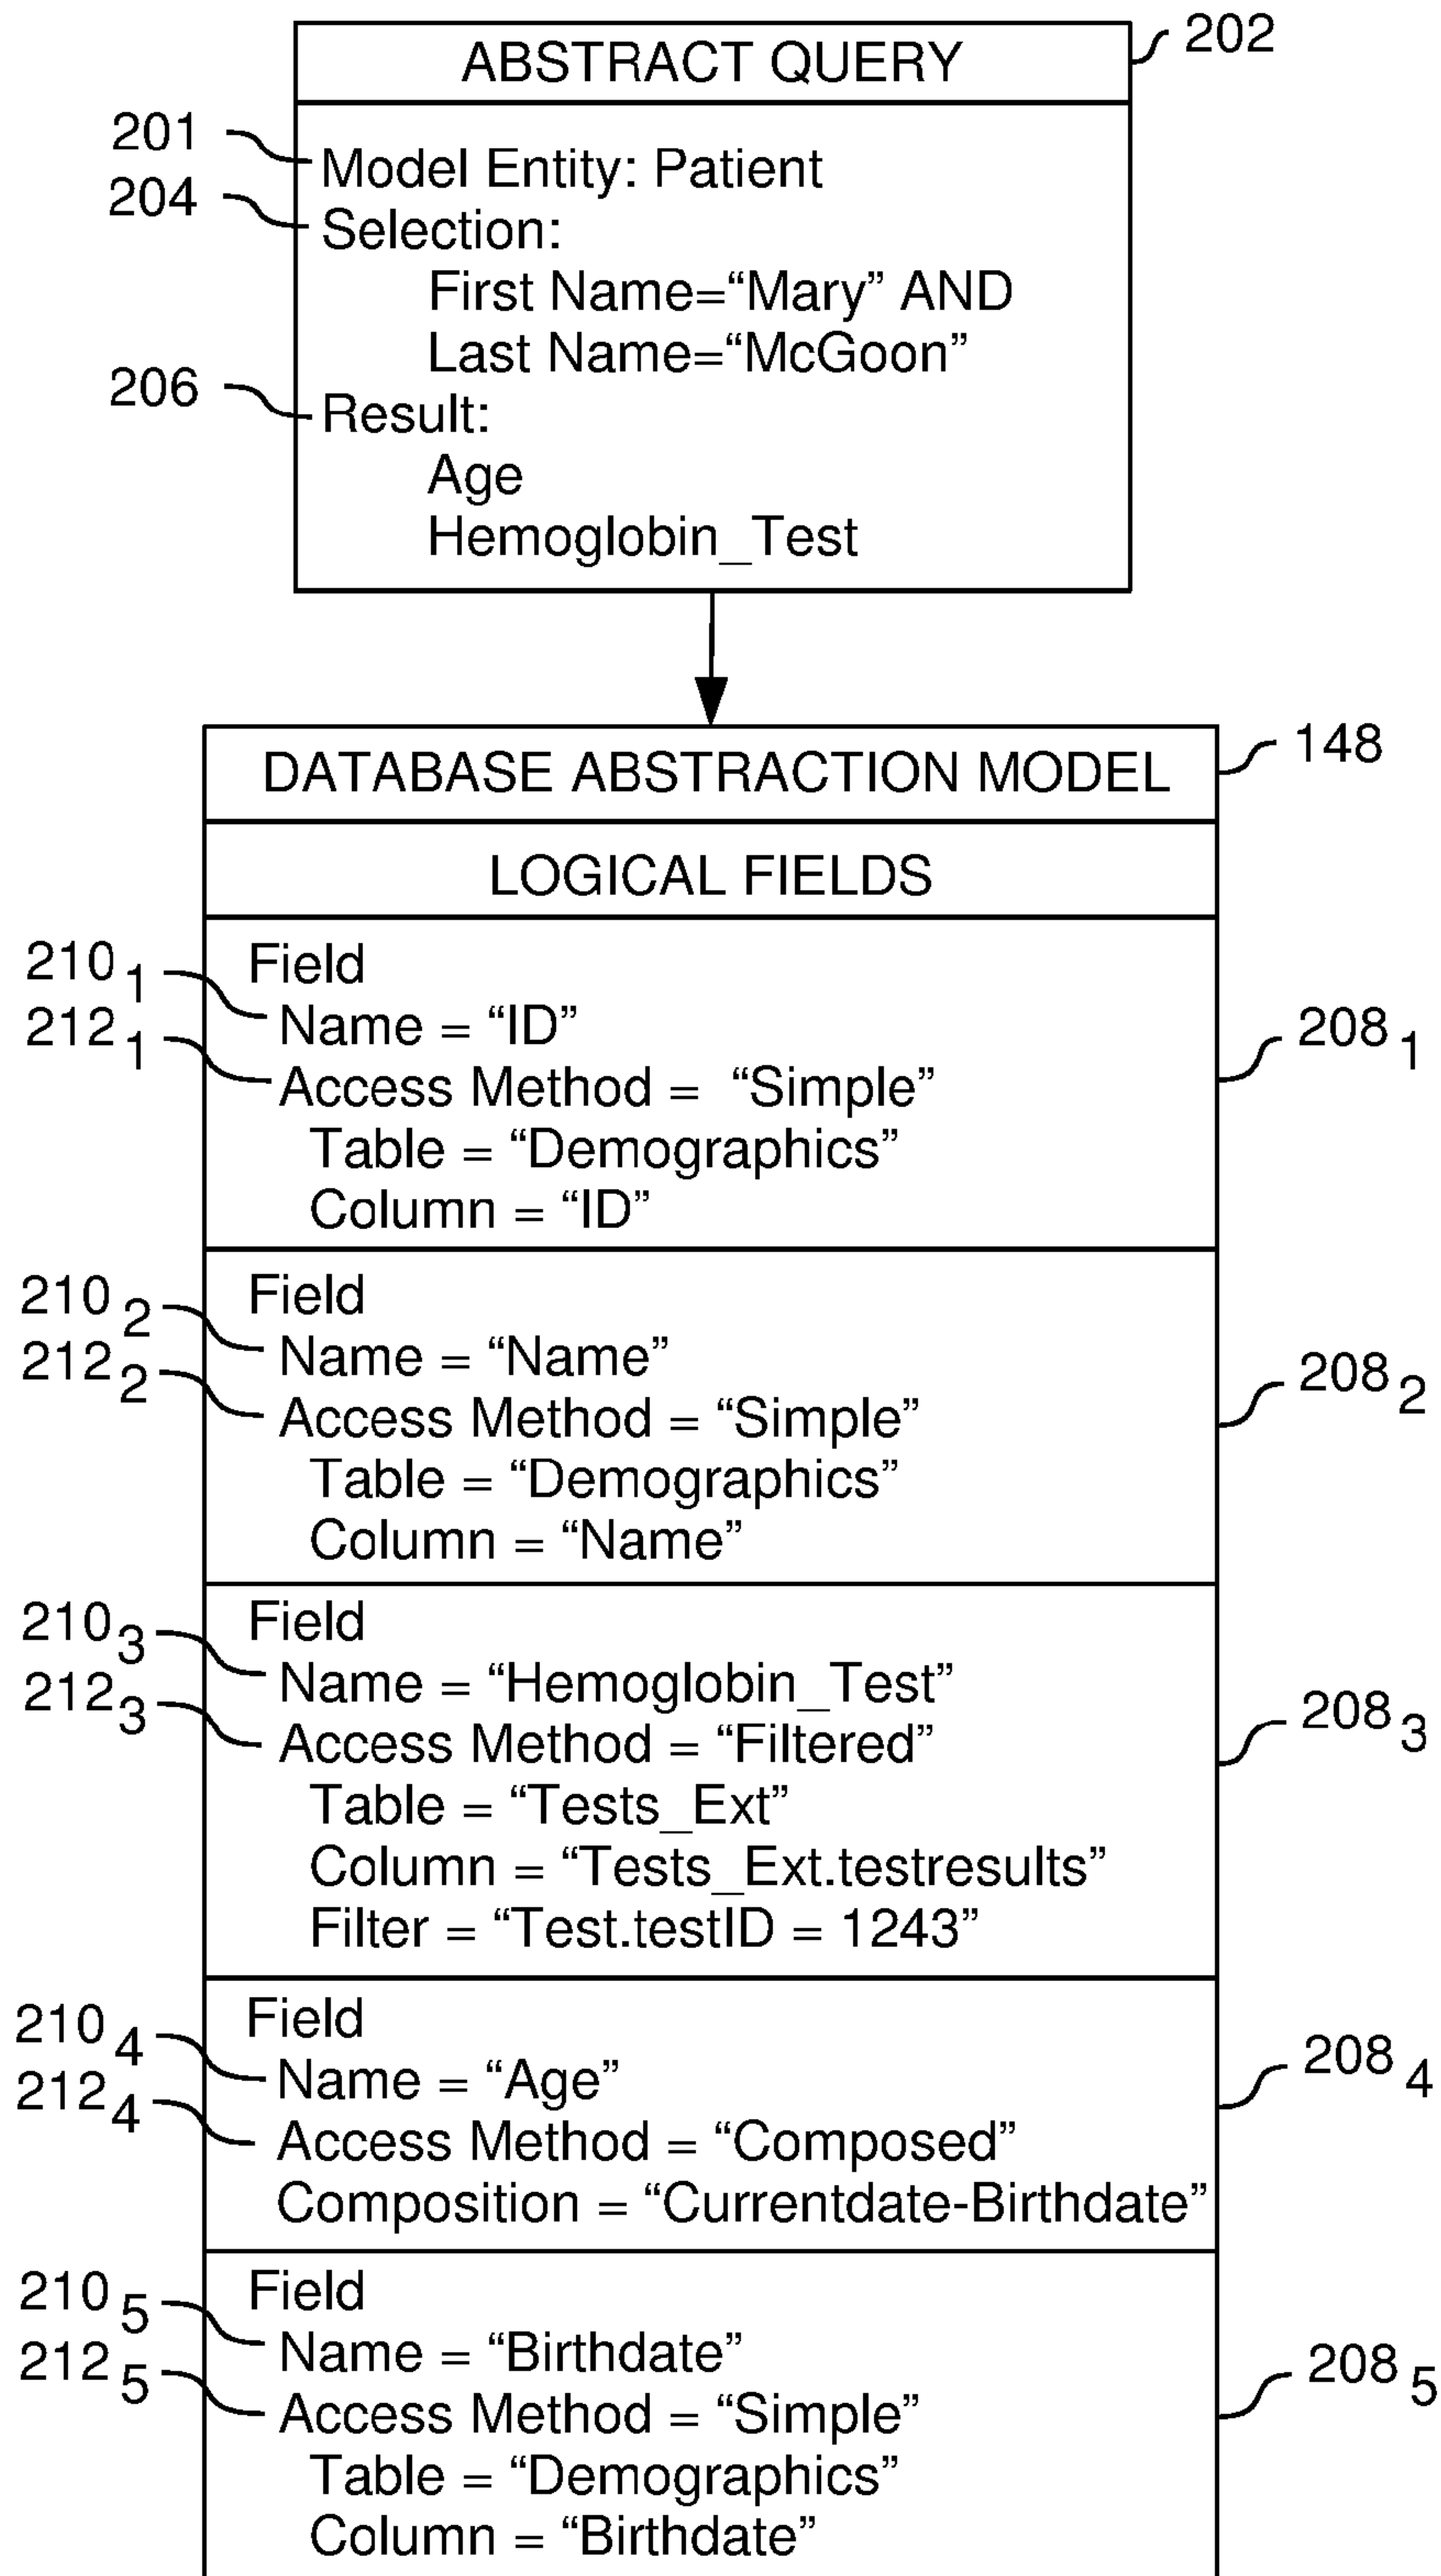 ABSTRACT QUERY
202
201
Model Entity: Patient
204
Selection:
First Name=“Mary” AND
Last Name=“McGoon”
206
Result:
Age
Hemoglobin_Test
DATABASE ABSTRACTION MODEL
148
LOGICAL FIELDS
Field
210 1
Name = “ID”
212 1
Access Method = “Simple”
208 1
Table = “Demographics”
Column = “ID”
Field
210 2
Name = “Name”
212 2
Access Method = “Simple”
208 2
Table = “Demographics”
Column = “Name”
Field
210 3
Name = “Hemoglobin_Test”
212 3
Access Method = “Filtered”
208 3
Table = “Tests_Ext”
Column = “Tests_Ext.testresults”
Filter = “Test.testID = 1243”
Field
210 4
Name = “Age”
208 4
212 4
Access Method = “Composed”
Composition = “Currentdate-Birthdate”
Field
210 5
Name = “Birthdate”
212 5
Access Method = “Simple”
208 5
Table = “Demographics”
Column = “Birthdate”